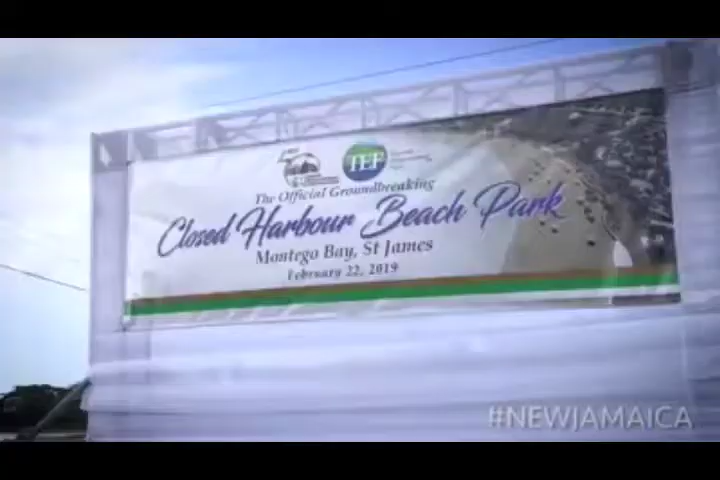 TEF
The Official Groundbreaking
Closed Harbour Beach Park
Montego Bay, St James
February 22, 2019
#NEWJAMAICA